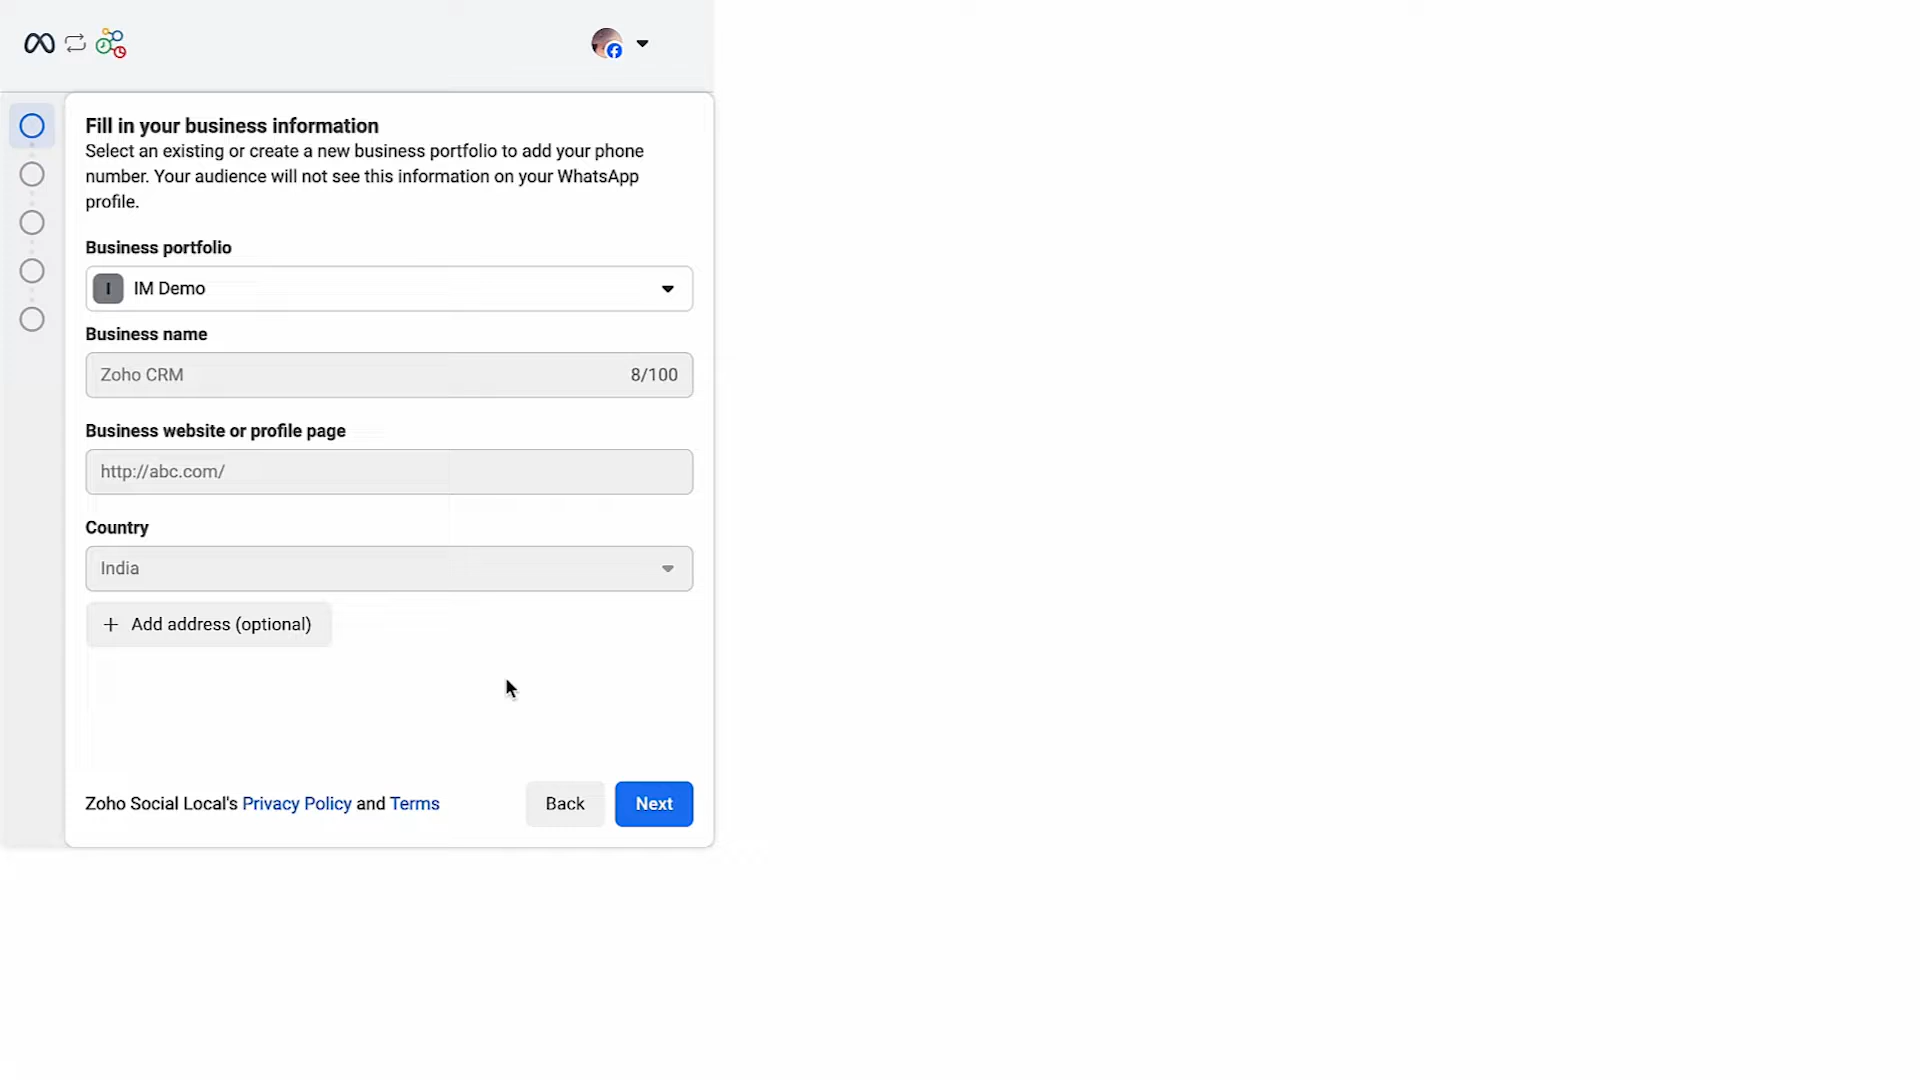 Fill in your business information
Select an existing or create a new business portfolio to add your phone
number. Your audience will not see this information on your WhatsApp
profile.
Business portfolio
I IM Demo
Business name
Zoho CRM 8/100
Business website or profile page
http://abc.com/
Country
India
+ Add address (optional)
Zoho Social Local's Privacy Policy and Terms Back Next